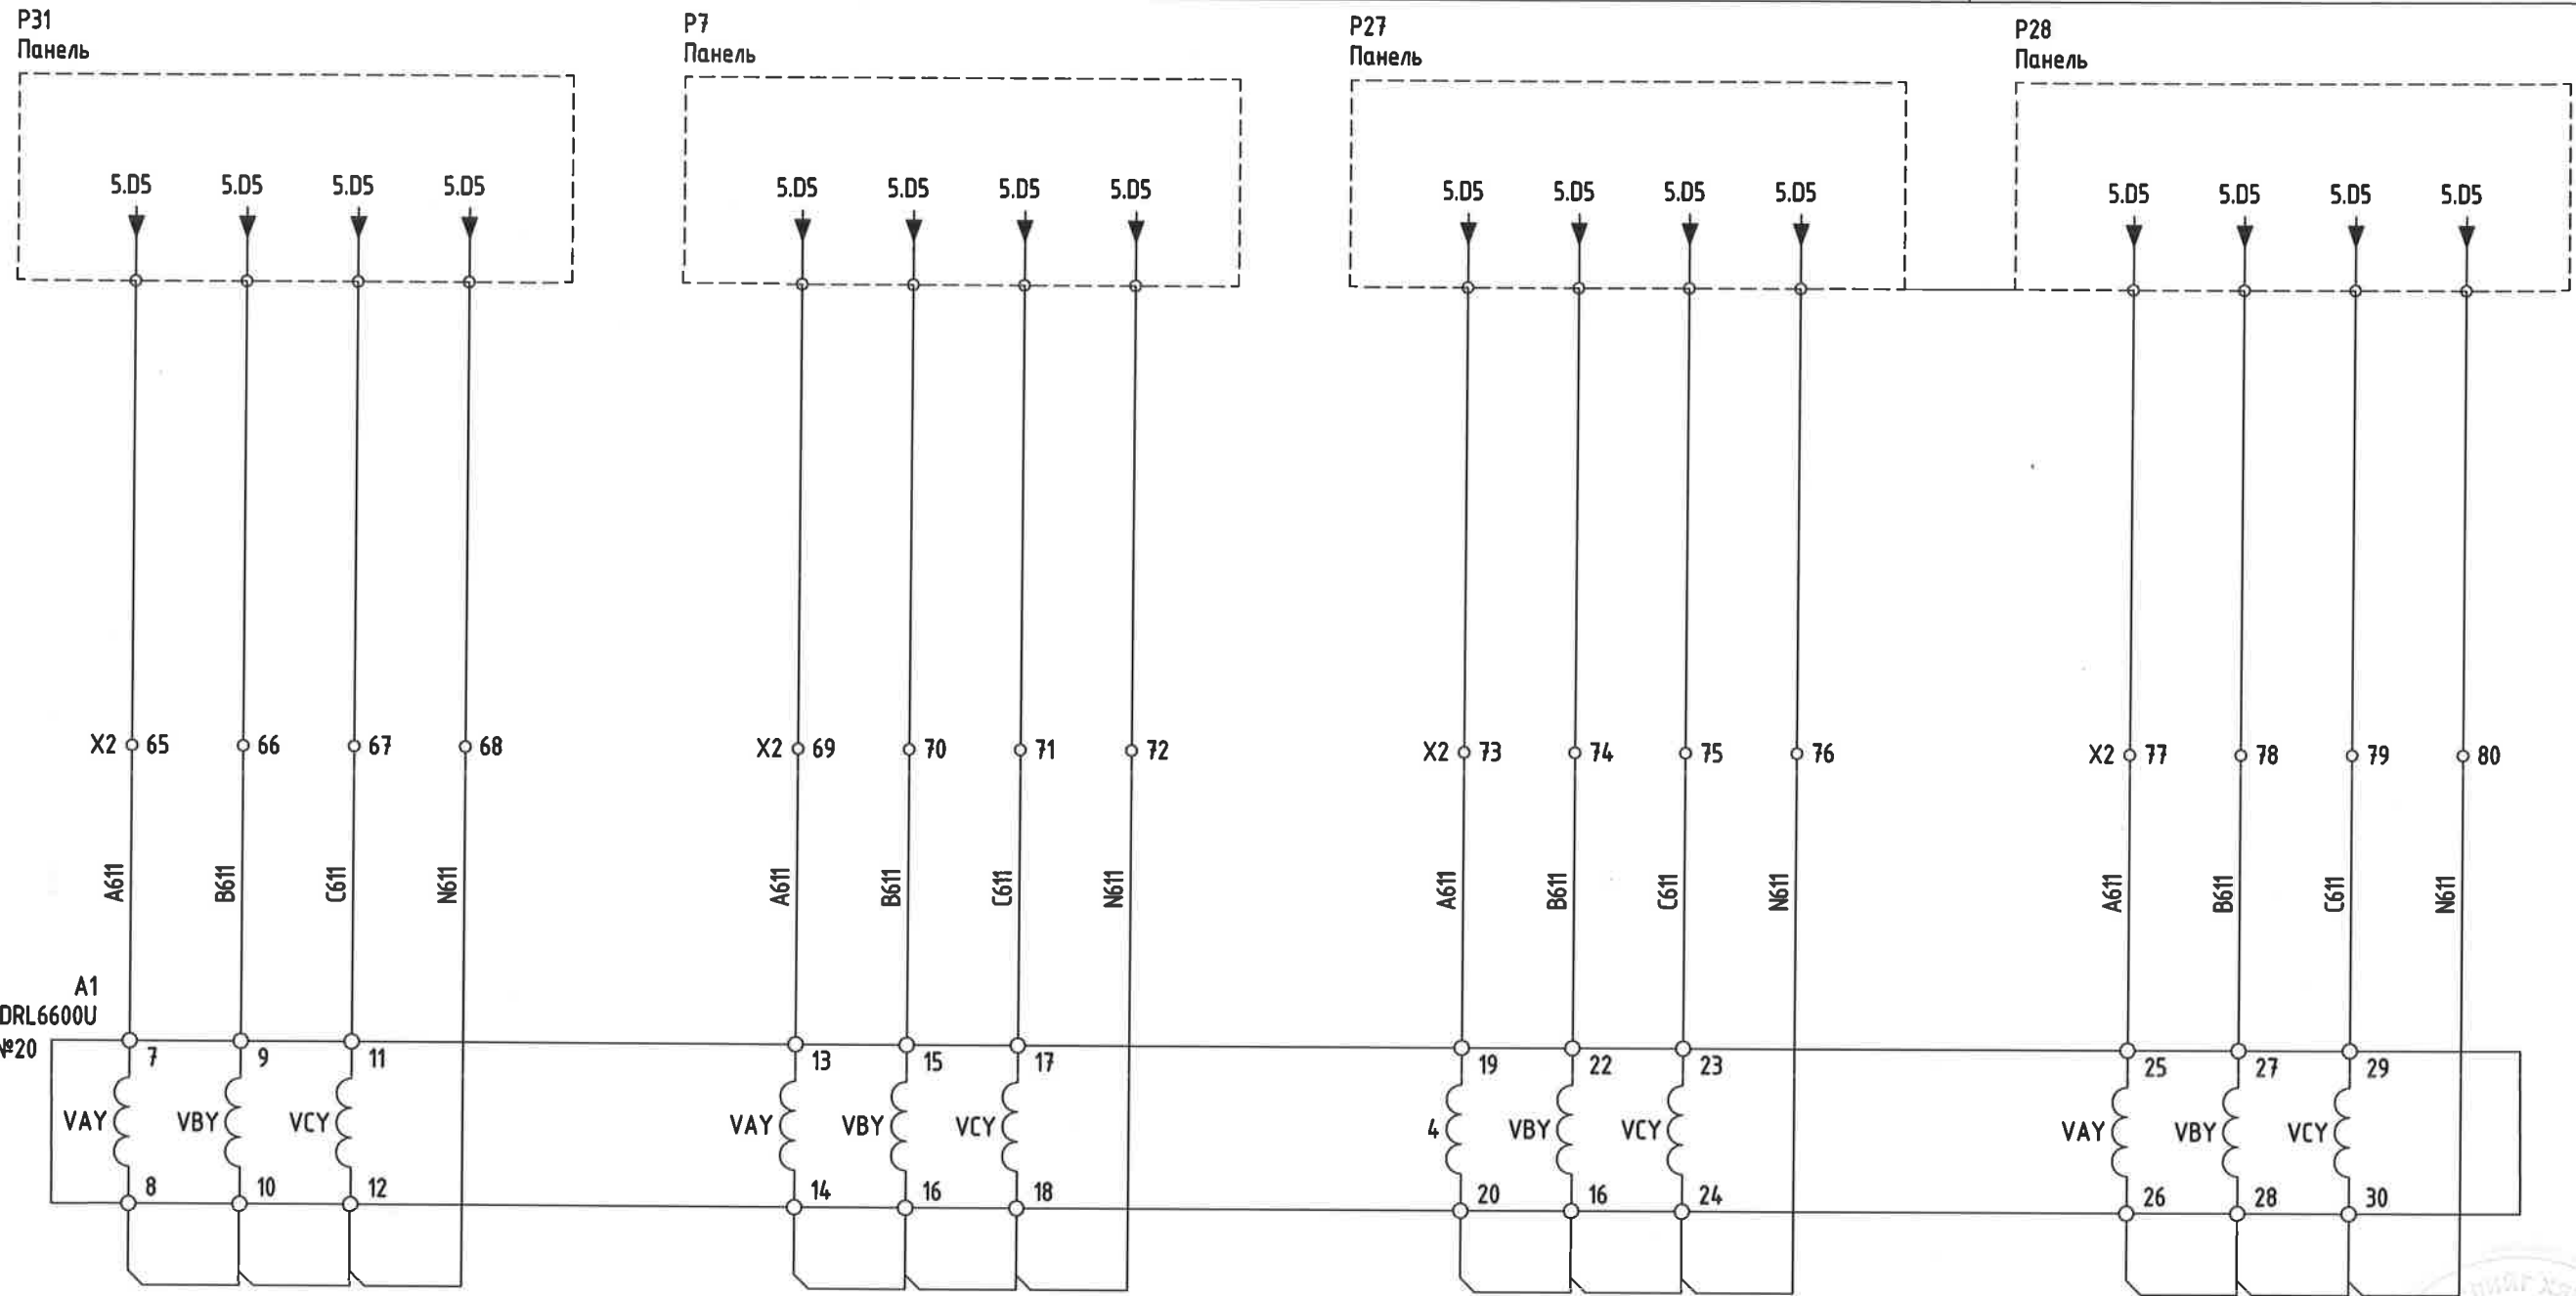 P31
Панель
P7
Панель
P27
Панель
P28
Панель
5.D5 5.D5 5.D5 5.D5
5.D5 5.D5 5.D5 5.D5
5.D5 5.D5 5.D5 5.D5
5.D5 5.D5 5.D5 5.D5
X2 65 66 67 68
X2 69 70 71 72
X2 73 74 75 76
X2 77 78 79 80
A611 B611 C611 N611
A611 B611 C611 N611
A611 B611 C611 N611
A611 B611 C611 N611
A1
DRL6600U
№20
7 9 11
13 15 17
19 22 23
25 27 29
VAY VBY VCY
VAY VBY VCY
4 VBY VCY
VAY VBY VCY
8 10 12
14 16 18
20 16 24
26 28 30